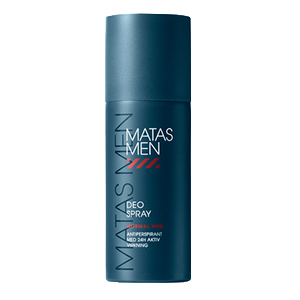 MATAS MEN
MATAS
MEN
DEO
SPRAY
ANTIPERSPIRANT
MED 24H AKTIV
VIRKNING